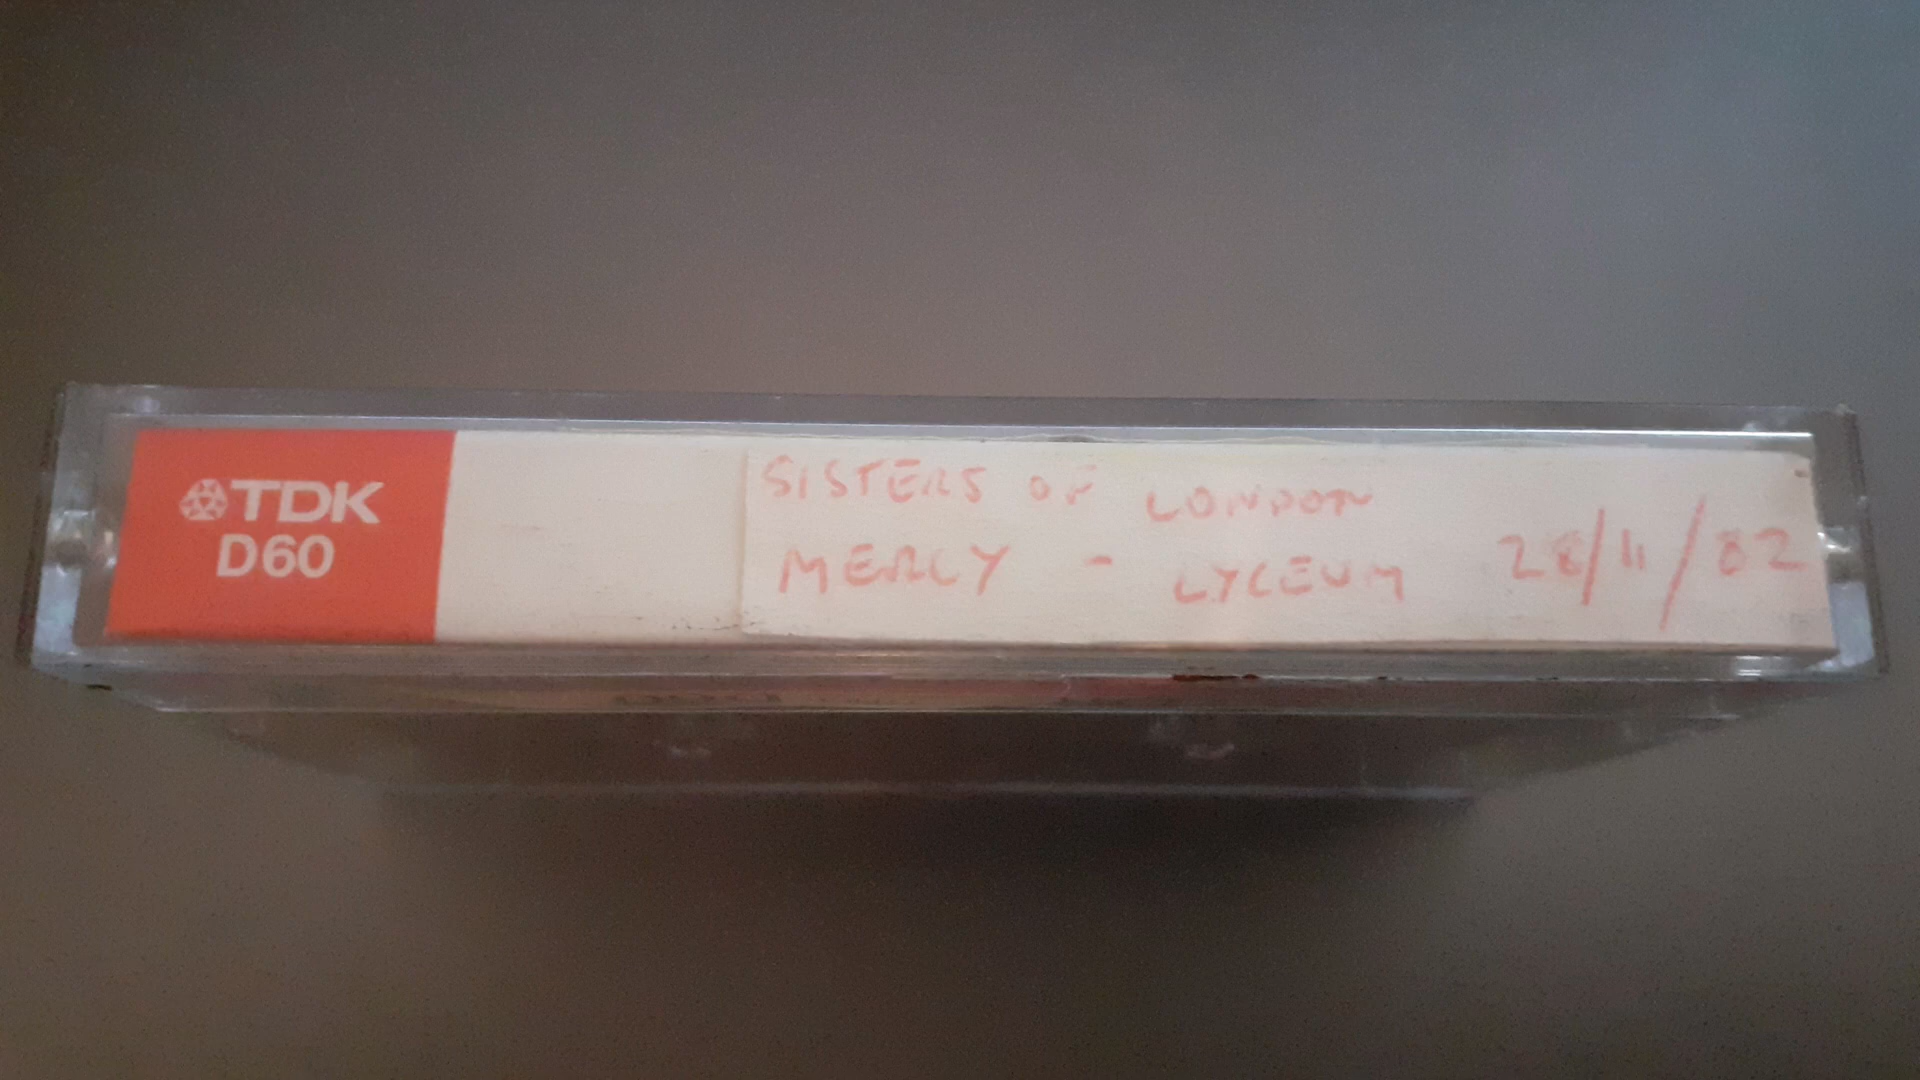 TDK
D60
SISTERS OF LONDON
MERCY - LYCEUM 28/11/82